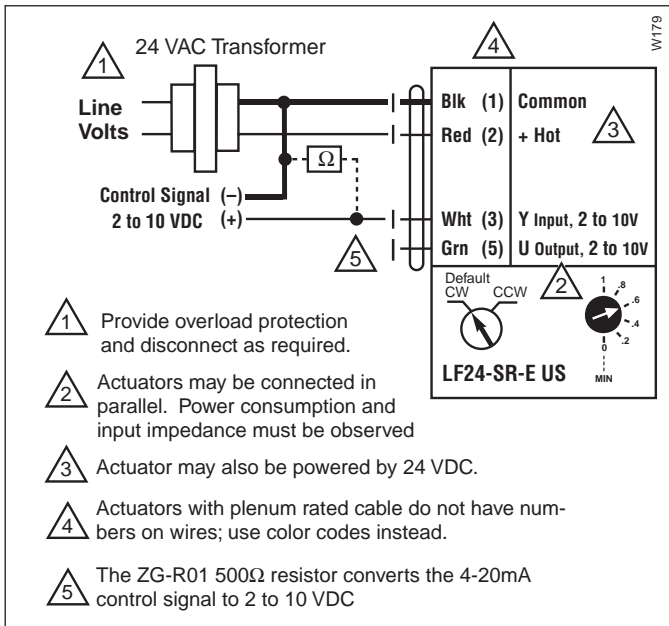 W179
1
24 VAC Transformer
4
Line
Volts
Blk (1) Common
Red (2) + Hot
3
Ω
Control Signal (–)
2 to 10 VDC (+)
Wht (3) Y Input, 2 to 10V
Grn (5) U Output, 2 to 10V
5
Default
CW CCW
2
1
.8
.6
.4
.2
0
MIN
LF24-SR-E US
1 Provide overload protection
and disconnect as required.
2 Actuators may be connected in
parallel. Power consumption and
input impedance must be observed
3 Actuator may also be powered by 24 VDC.
4 Actuators with plenum rated cable do not have num-
bers on wires; use color codes instead.
5 The ZG-R01 500Ω resistor converts the 4-20mA
control signal to 2 to 10 VDC